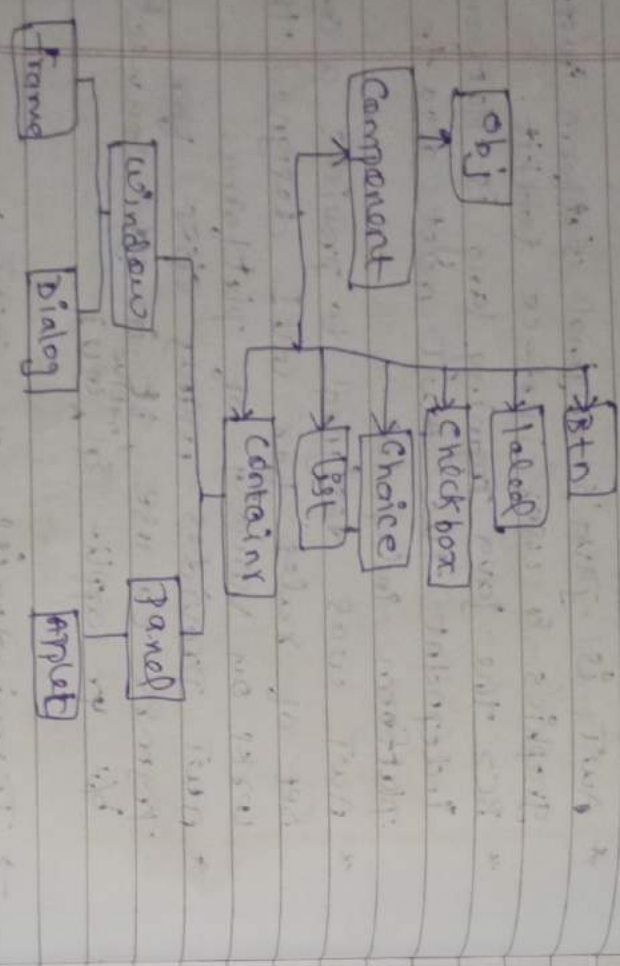 Obj
Component
Btn
label
Checkbox
Choice
List
Containr
Window
Panel
Frame
Dialog
Applet